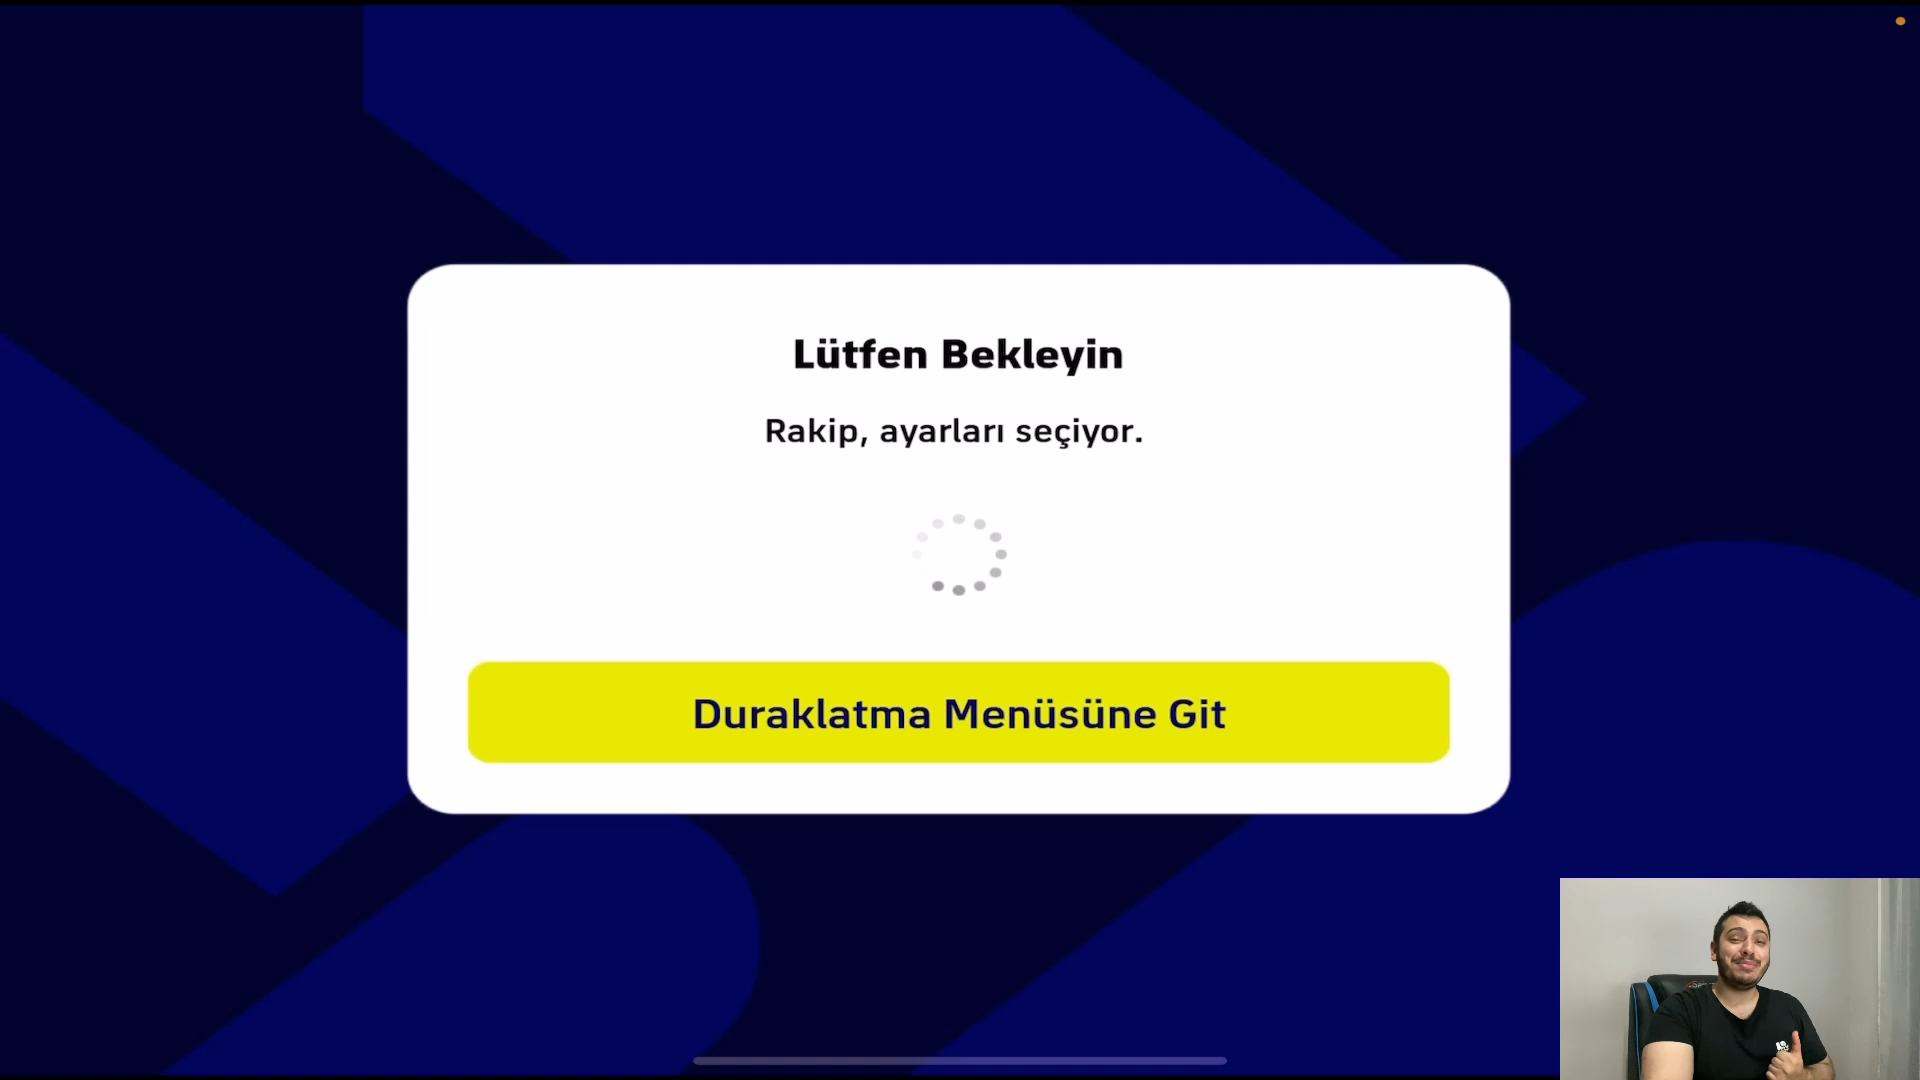 Lütfen Bekleyin
Rakip, ayarları seçiyor.
Duraklatma Menüsüne Git